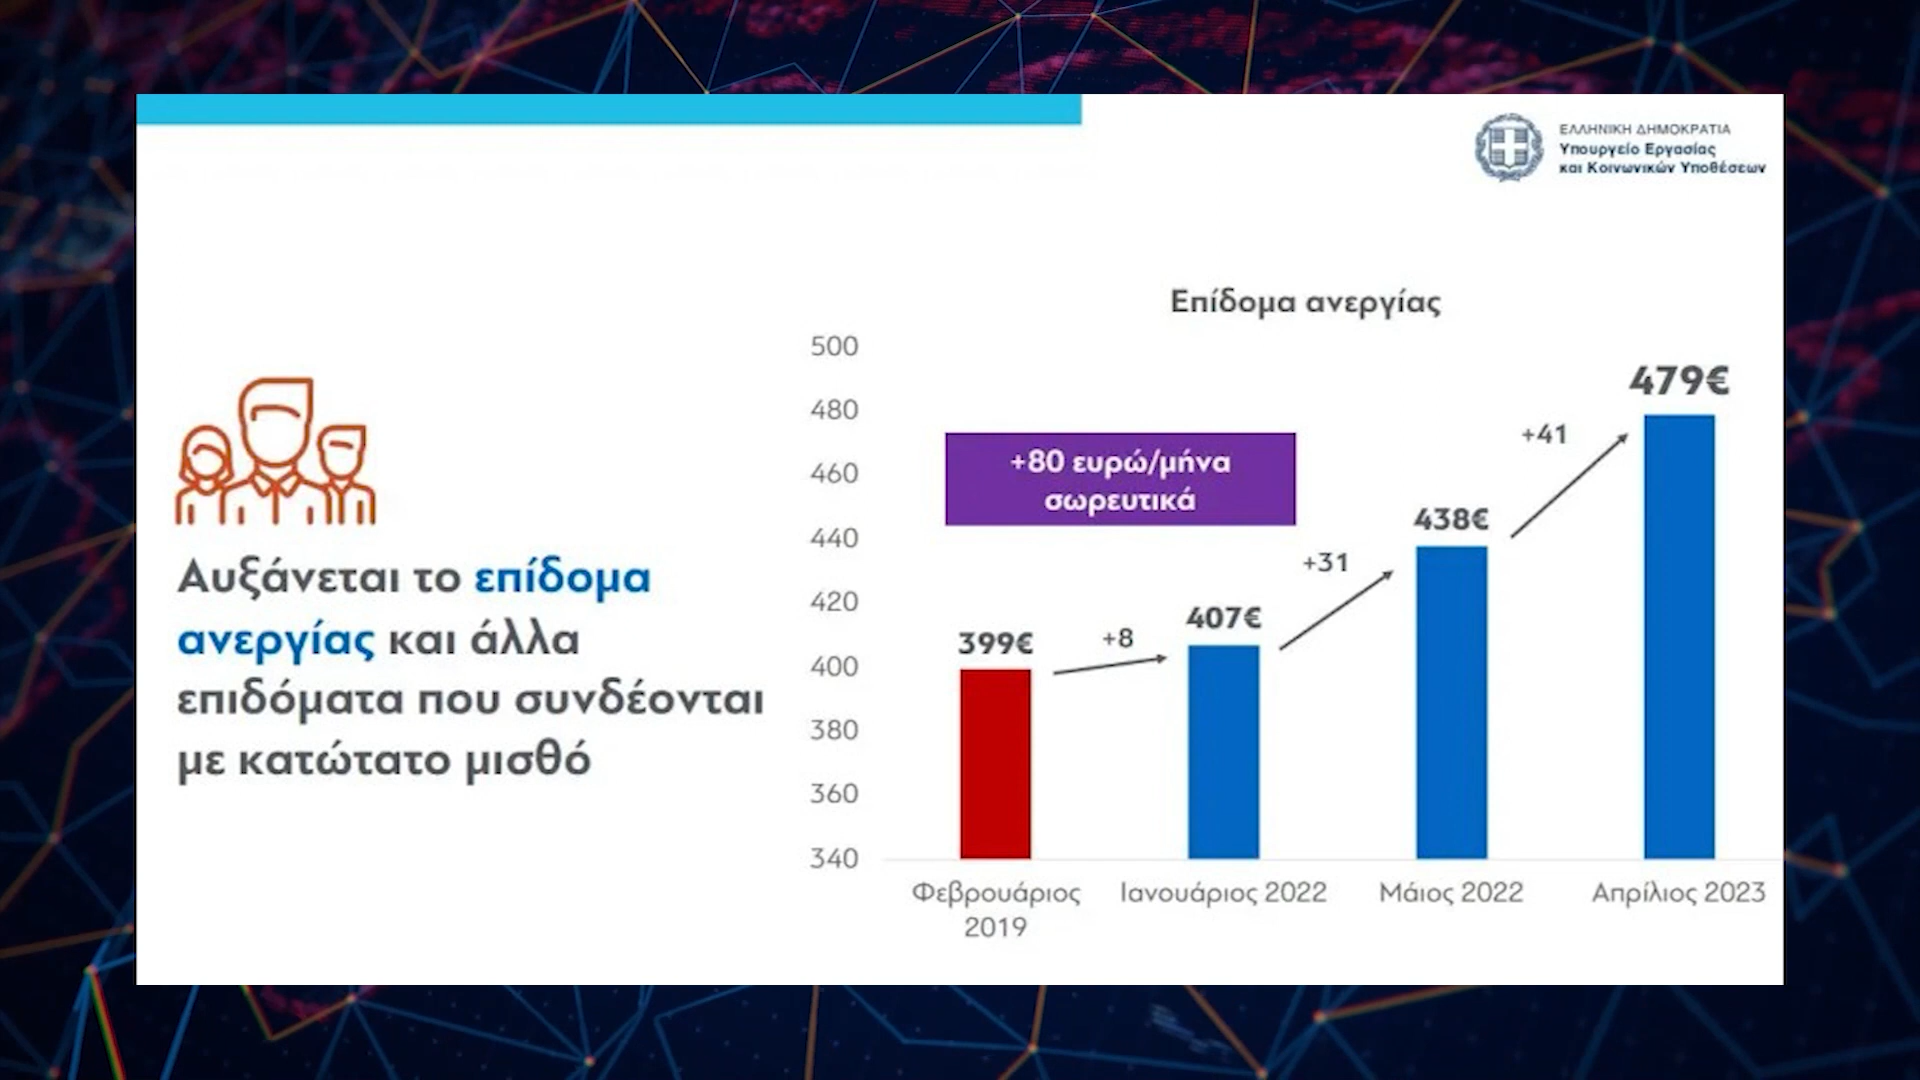 ΕΛΛΗΝΙΚΗ ΔΗΜΟΚΡΑΤΙΑ
Υπουργείο Εργασίας
και Κοινωνικών Υποθέσεων
Αυξάνεται το επίδομα
ανεργίας και άλλα
επιδόματα που συνδέονται
με κατώτατο μισθό
Επίδομα ανεργίας
500
480
460
440
420
400
380
360
340
+80 ευρώ/μήνα
σωρευτικά
399€
+8
407€
+31
438€
+41
479€
Φεβρουάριος
2019
Ιανουάριος 2022
Μάιος 2022
Απρίλιος 2023